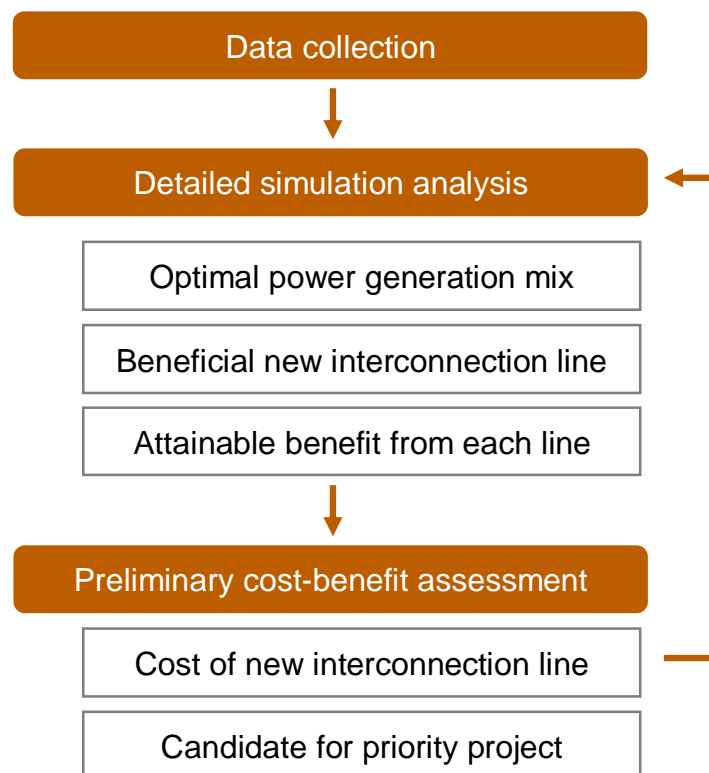 Data collection
Detailed simulation analysis
Optimal power generation mix
Beneficial new interconnection line
Attainable benefit from each line
Preliminary cost-benefit assessment
Cost of new interconnection line
Candidate for priority project